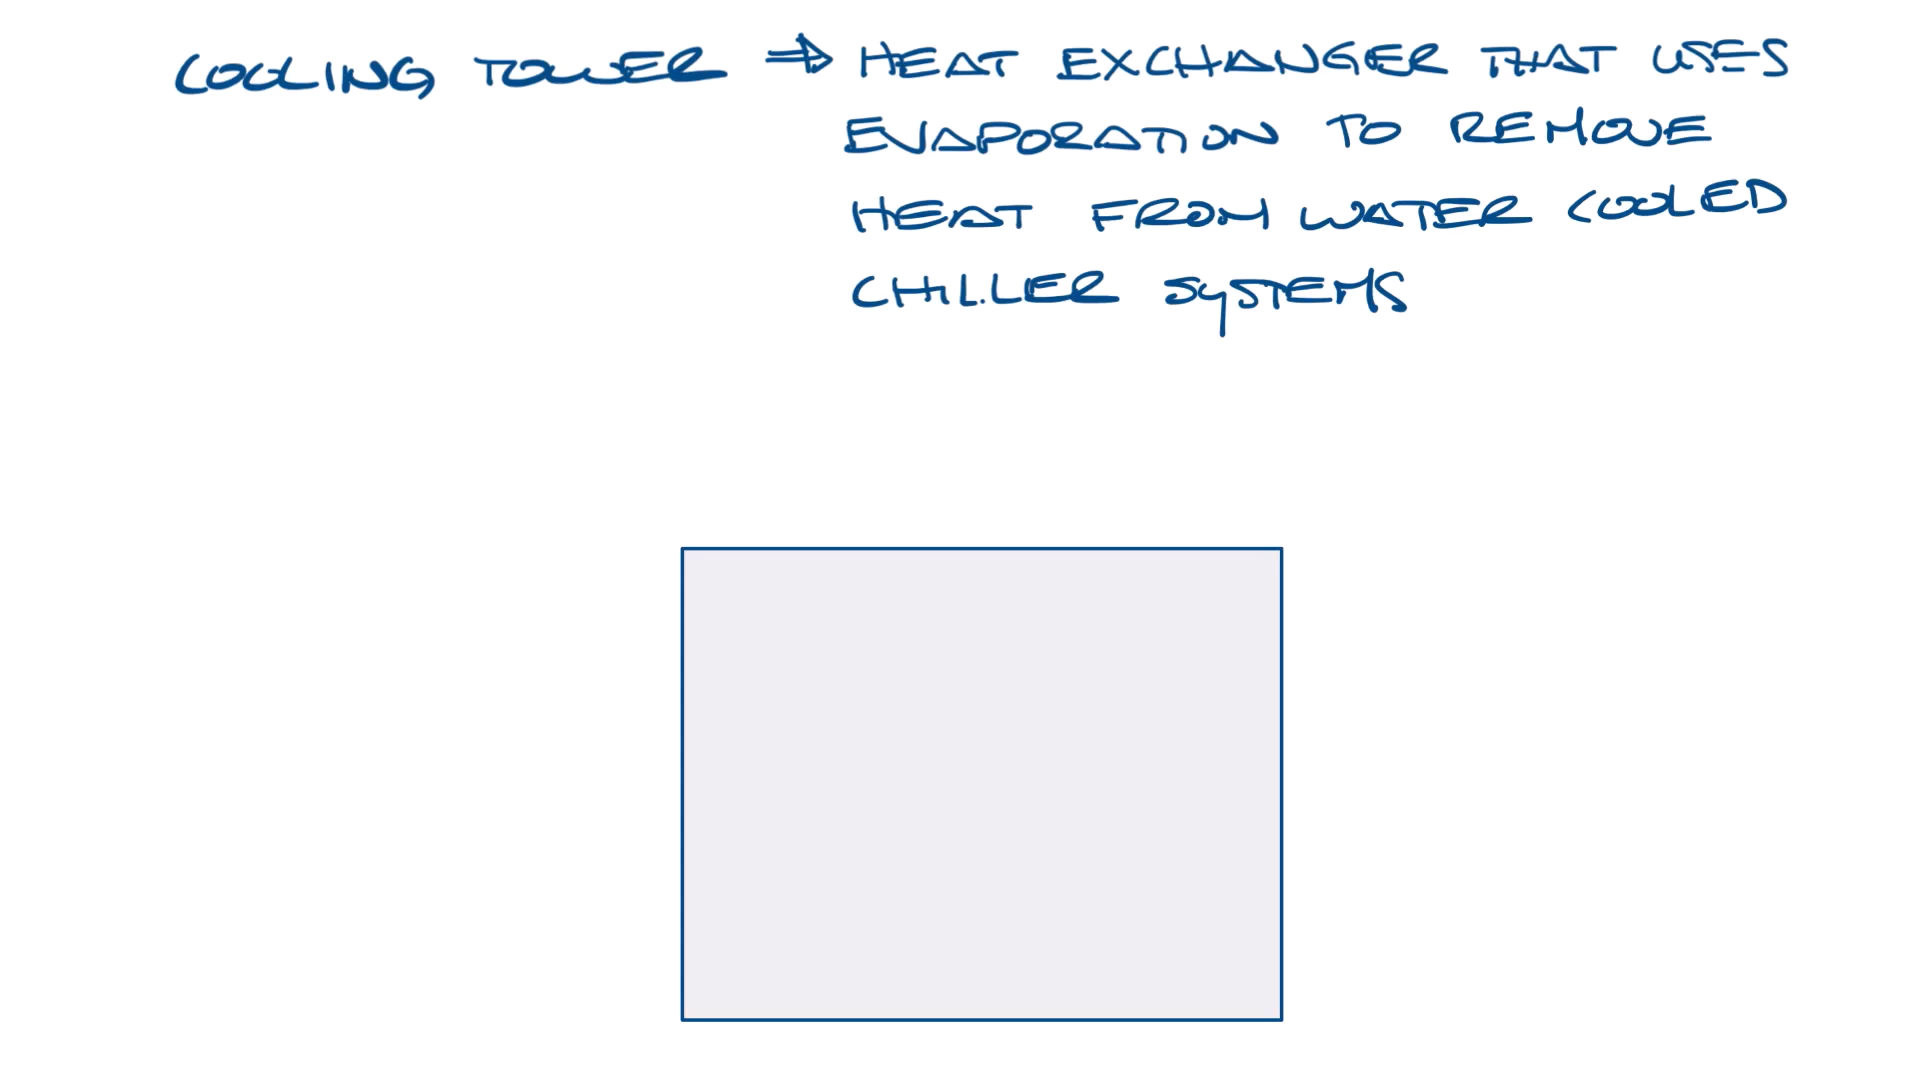 COOLING TOWER ⇒ HEAT EXCHANGER THAT USES
EVAPORATION TO REMOVE
HEAT FROM WATER COOLED
CHILLER SYSTEMS